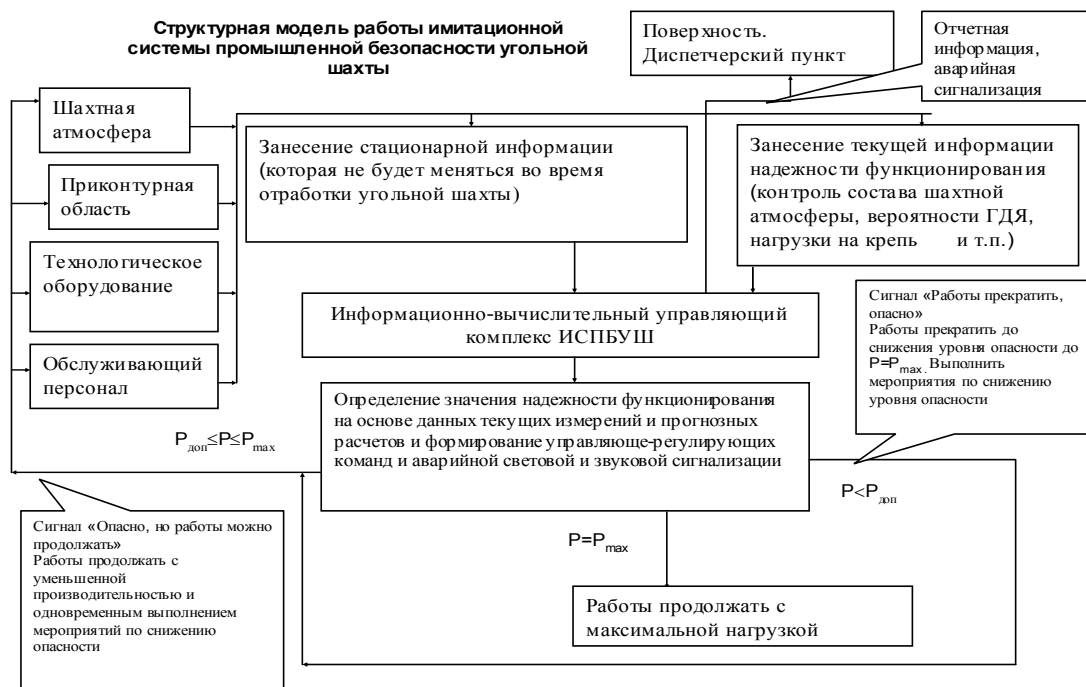 Структурная модель работы имитационной
системы промышленной безопасности угольной
шахты
Поверхность.
Диспетчерский пункт
Отчетная
информация,
аварийная
сигнализация
Шахтная
атмосфера
Приконтурная
область
Технологическое
оборудование
Обслуживающий
персонал
Занесение стационарной информации
(которая не будет меняться во время
отработки угольной шахты)
Занесение текущей информации
надежности функционирования
(контроль состава шахтной
атмосферы, вероятности ГДЯ,
нагрузки на крепь и т.п.)
Информационно-вычислительный управляющий
комплекс ИСПБУШ
Сигнал «Работы прекратить,
опасно»
Работы прекратить до
снижения уровня опасности до
P=Pmax. Выполнить
мероприятия по снижению
уровня опасности
Определение значения надежности функционирования
на основе данных текущих измерений и прогнозных
расчетов и формирование управляюще-регулирующих
команд и аварийной световой и звуковой сигнализации
Pдоп≤P≤Pmax
P<Pдоп
P=Pmax
Сигнал «Опасно, но работы можно
продолжать»
Работы продолжать с
уменьшенной
производительностью и
одновременным выполнением
мероприятий по снижению
опасности
Работы продолжать с
максимальной нагрузкой